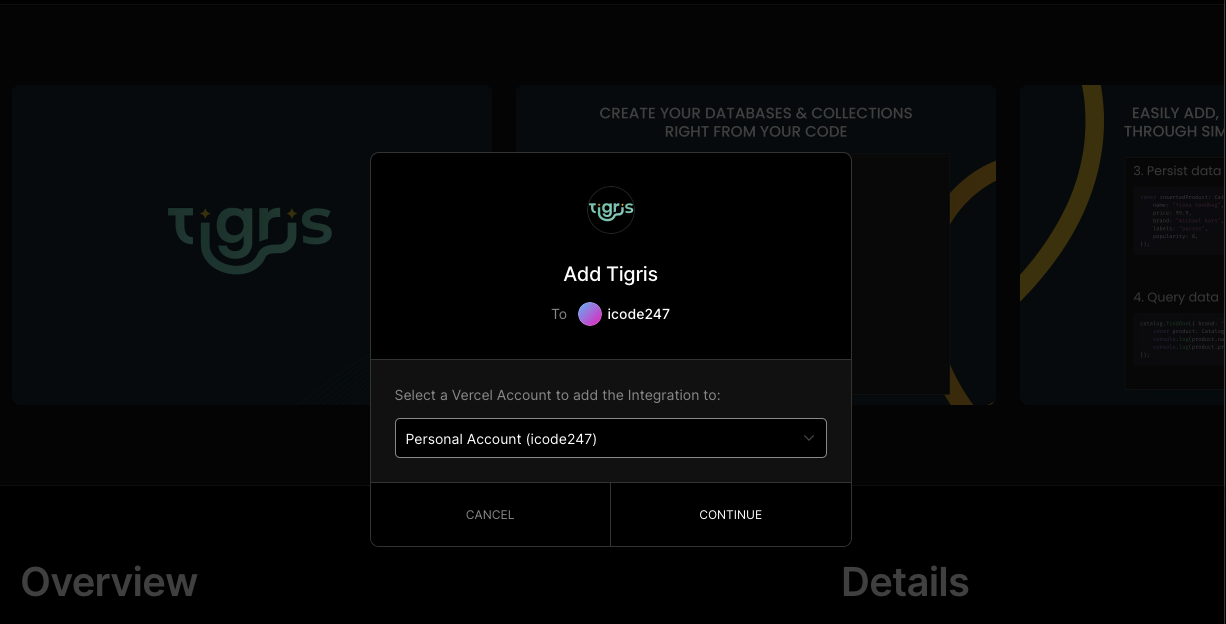 tigris
CREATE YOUR DATABASES & COLLECTIONS
RIGHT FROM YOUR CODE
EASILY ADD,
THROUGH SIM
3. Persist data
4. Query data
tigris
Add Tigris
To icode247
Select a Vercel Account to add the Integration to:
Personal Account (icode247)
CANCEL
CONTINUE
Overview
Details